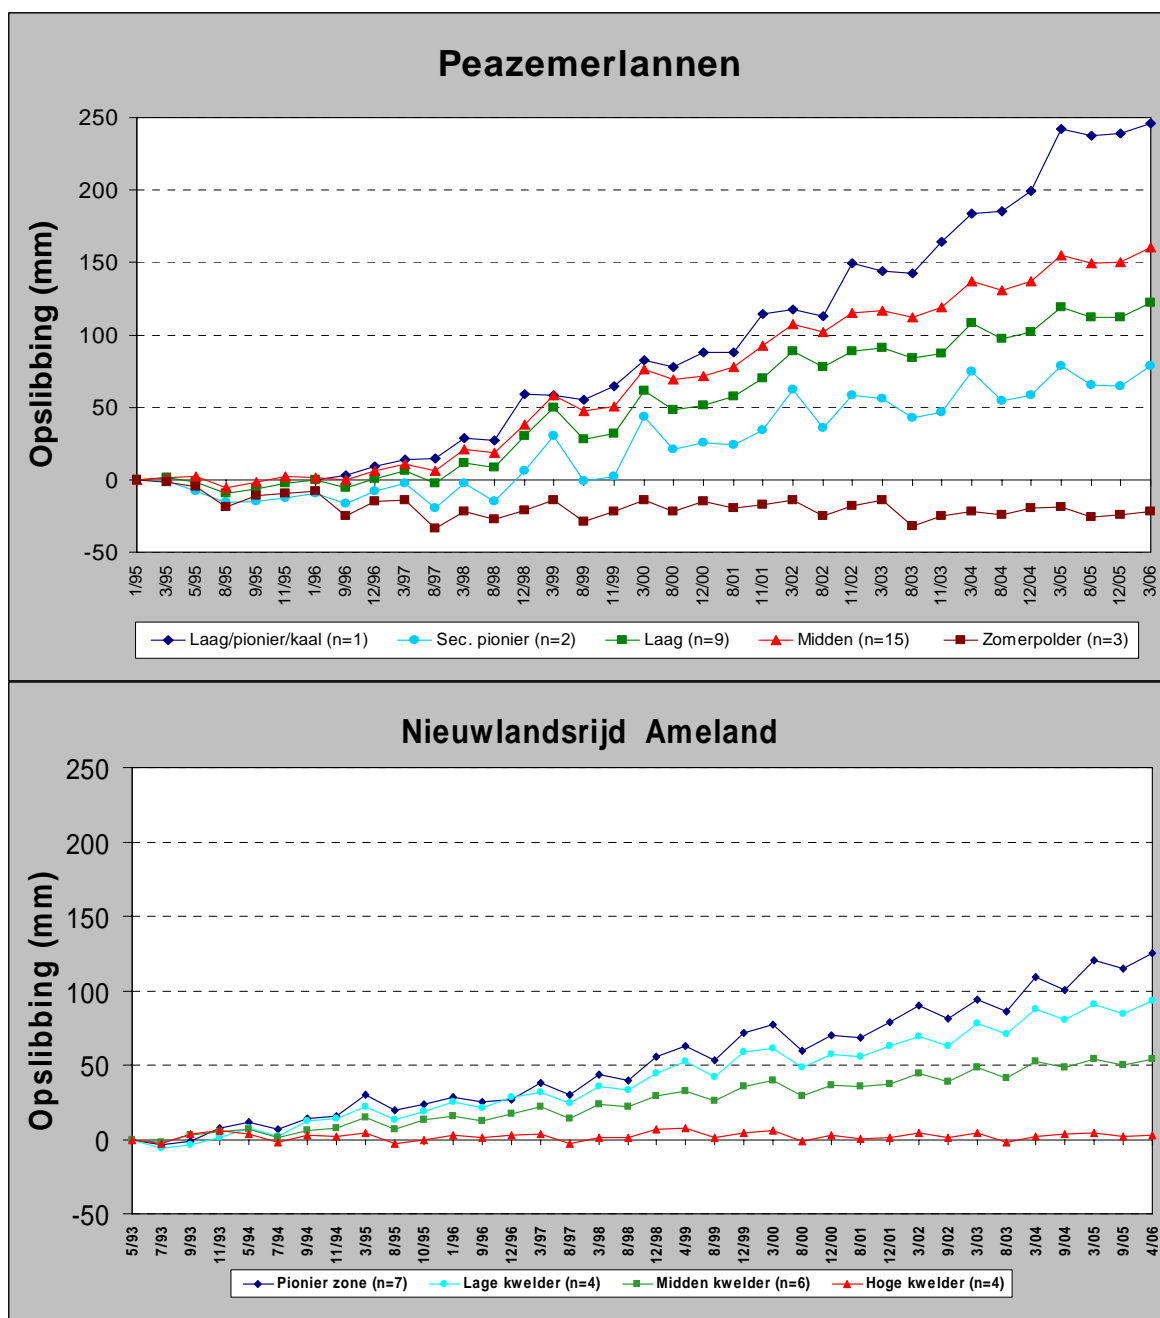 Peazemerlannen
Opslibbing (mm)
250
200
150
100
50
0
-50
1/95 3/95 5/95 8/95 9/95 11/95 1/96 9/96 12/96 3/97 8/97 3/98 8/98 12/98 3/99 8/99 11/99 3/00 8/00 12/00 8/01 11/01 3/02 8/02 11/02 3/03 8/03 11/03 3/04 8/04 12/04 3/05 8/05 12/05 3/06
Laag/pionier/kaal (n=1) Sec. pionier (n=2) Laag (n=9) Midden (n=15) Zomerpolder (n=3)
Nieuwlandsrijd Ameland
Opslibbing (mm)
250
200
150
100
50
0
-50
5/93 7/93 9/93 11/93 5/94 7/94 9/94 11/94 3/95 8/95 10/95 1/96 9/96 12/96 3/97 8/97 3/98 8/98 12/98 4/99 8/99 12/99 3/00 8/00 12/00 8/01 12/01 3/02 9/02 3/03 8/03 3/04 9/04 3/05 9/05 4/06
Pionier zone (n=7) Lage kwelder (n=4) Midden kwelder (n=6) Hoge kwelder (n=4)